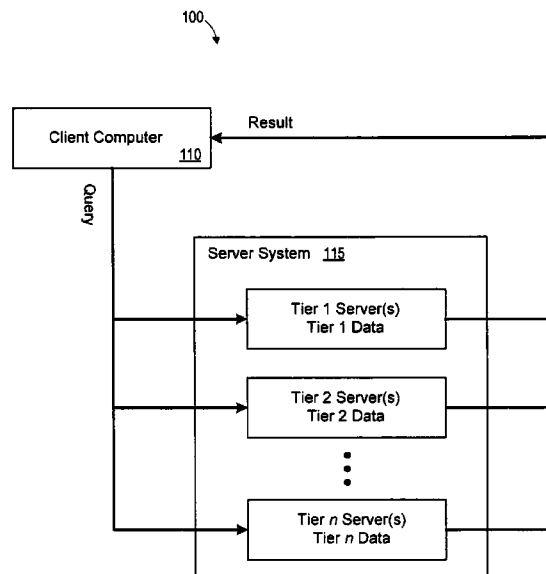 100
Client Computer
110
Result
Query
Server System 115
Tier 1 Server(s)
Tier 1 Data
Tier 2 Server(s)
Tier 2 Data
Tier n Server(s)
Tier n Data